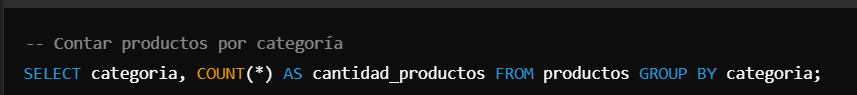 -- Contar productos por categoría
SELECT categoria, COUNT(*) AS cantidad_productos FROM productos GROUP BY categoria;